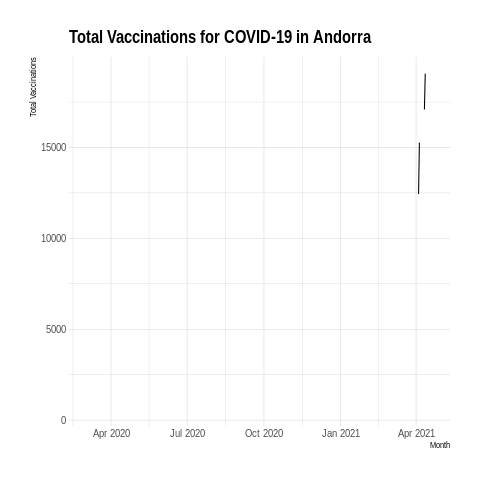 Total Vaccinations for COVID-19 in Andorra
Total Vaccinations
15000
10000
5000
0
Apr 2020 Jul 2020 Oct 2020 Jan 2021 Apr 2021
Month